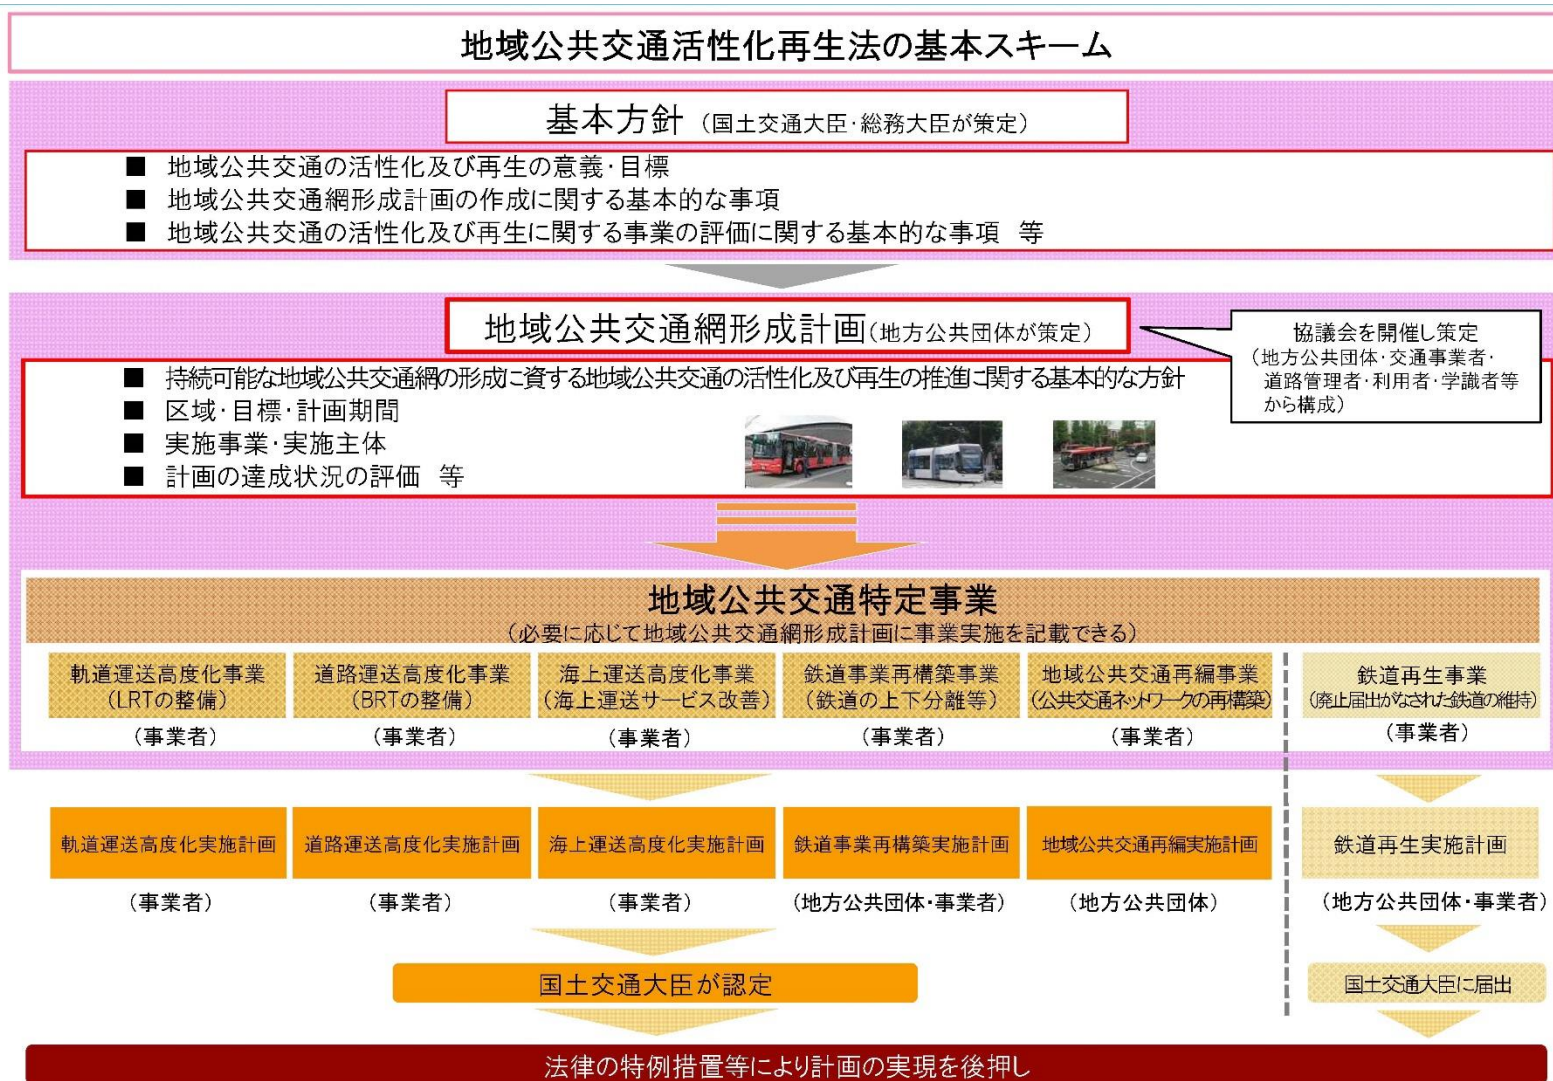 地域公共交通活性化再生法の基本スキーム
基本方針（国土交通大臣・総務大臣が策定）
■ 地域公共交通の活性化及び再生の意義・目標
■ 地域公共交通網形成計画の作成に関する基本的な事項
■ 地域公共交通の活性化及び再生に関する事業の評価に関する基本的な事項 等
地域公共交通網形成計画（地方公共団体が策定）
協議会を開催し策定
（地方公共団体・交通事業者・
道路管理者・利用者・学識者等
から構成）
■ 持続可能な地域公共交通網の形成に資する地域公共交通の活性化及び再生の推進に関する基本的な方針
■ 区域・目標・計画期間
■ 実施事業・実施主体
■ 計画の達成状況の評価 等
地域公共交通特定事業
（必要に応じて地域公共交通網形成計画に事業実施を記載できる）
軌道運送高度化事業
（LRTの整備）
（事業者）
道路運送高度化事業
（BRTの整備）
（事業者）
海上運送高度化事業
（海上運送サービス改善）
（事業者）
鉄道事業再構築事業
（鉄道の上下分離等）
（事業者）
地域公共交通再編事業
（公共交通ネットワークの再構築）
（事業者）
鉄道再生事業
（廃止届出がなされた鉄道の維持）
（事業者）
軌道運送高度化実施計画
（事業者）
道路運送高度化実施計画
（事業者）
海上運送高度化実施計画
（事業者）
鉄道事業再構築実施計画
（地方公共団体・事業者）
地域公共交通再編実施計画
（地方公共団体）
鉄道再生実施計画
（地方公共団体・事業者）
国土交通大臣が認定
国土交通大臣に届出
法律の特例措置等により計画の実現を後押し